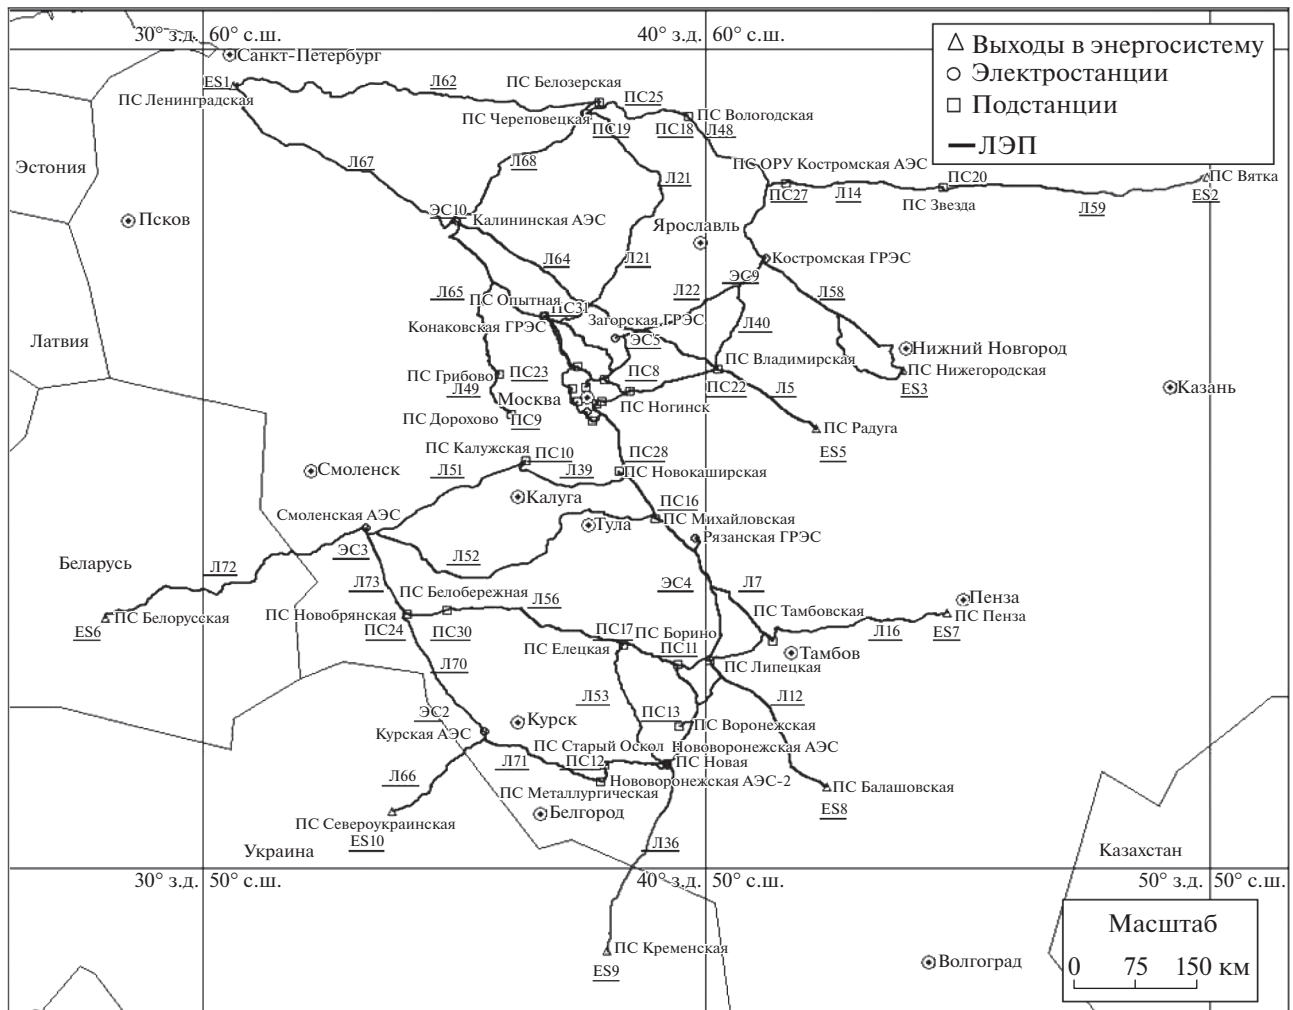 30° з.д. 60° с.ш.
40° з.д. 60° с.ш.
Санкт-Петербург
ES1
ПС Ленинградская
Л62
ПС Белозерская
ПС25
ПС Череповецкая
ПС19
ПС18
ПС Вологодская
Л48
Выходы в энергосистему
Электростанции
Подстанции
ЛЭП
Эстония
Псков
Л67
Л68
Л21
ПС ОРУ Костромская АЭС
ПС27
Л14
ПС20
ПС Звезда
Л59
ПС Вятка
ES2
ЭС10
Калининская АЭС
Ярославль
Л64
Л21
Костромская ГРЭС
ЭС9
Л22
Л58
Л65
ПС Опытная
ПС31
Загорская ГРЭС
Конаковская ГРЭС
Л40
ЭС5
Латвия
Нижний Новгород
ПС Владимирская
ПС Нижегородская
ES3
ПС Грибово
ПС23
ПС8
ПС22
Л5
Казань
Л49
Москва
ПС Ногинск
ПС Дорохово
ПС9
ПС Радуга
ES5
ПС Калужская
ПС10
ПС28
Смоленск
Л51
Л39
ПС Новокаширская
Калуга
ПС16
Смоленская АЭС
Тула
ПС Михайловская
Рязанская ГРЭС
ЭС3
Л52
Беларусь
Л72
Л73
ЭС4
Л7
ПС Белобережная
Л56
Пенза
ПС Белорусская
ES6
ПС Новобрянская
ПС24
ПС30
ПС17
ПС Борино
ПС Тамбовская
Л16
ПС Пенза
ES7
ПС Елецкая
ПС11
ПС Липецкая
Тамбов
Л70
Л53
Л12
ЭС2
Курск
ПС13
ПС Воронежская
Курская АЭС
ПС Старый Оскол
Нововоронежская АЭС
Л71
ПС12
ПС Новая
Л66
Нововоронежская АЭС-2
ПС Балашовская
ПС Металлургическая
ES8
ПС Североукраинская
Белгород
ES10
Украина
Л36
Казахстан
30° з.д. 50° с.ш.
40° з.д. 50° с.ш.
50° з.д. 50° с.ш.
Масштаб
0 75 150 км
ПС Кременская
ES9
Волгоград